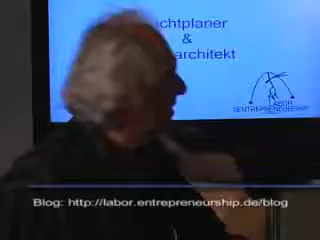 chtplaner
&
architekt
LABOR
ENTREPRENEURSHIP
Blog: http://labor.entrepreneurship.de/blog